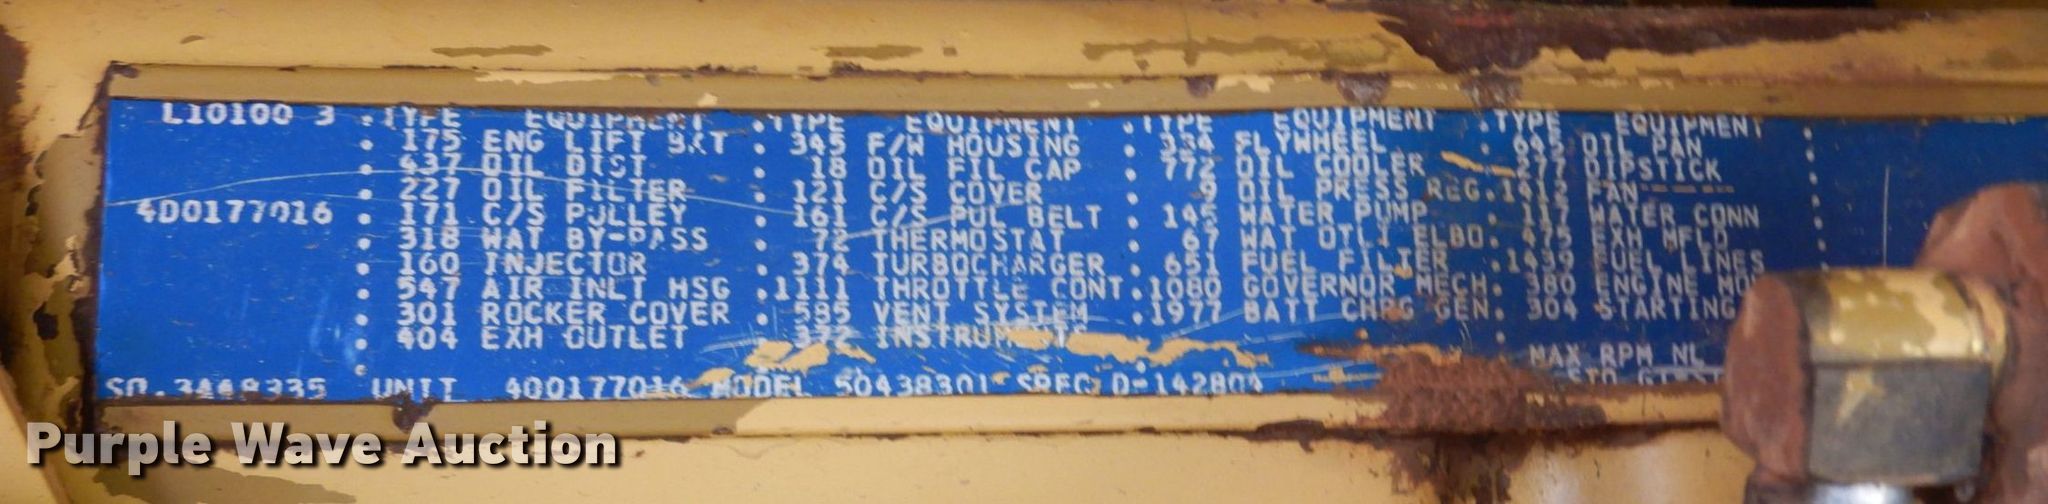 L10100 3 . TYPE EQUIPMENT . TYPE EQUIPMENT . TYPE EQUIPMENT . TYPE EQUIPMENT .
. 175 ENG LIFT BKT . 345 F/W HOUSING . 334 FLYWHEEL . 645 OIL PAN
. 437 OIL DIST . 18 OIL FIL CAP . 772 OIL COOLER . 277 DIPSTICK
. 227 OIL FILTER . 121 C/S COVER . 9 OIL PRESS REG. 1412 FAN
4D0177016 . 171 C/S PULLEY . 161 C/S PUL BELT . 145 WATER PUMP . 117 WATER CONN
. 318 WAT BY-PASS . 72 THERMOSTAT . 67 WAT OTLT ELBO. 475 EXH MFLD
. 160 INJECTOR . 374 TURBOCHARGER . 651 FUEL FILTER .1439 FUEL LINES
. 547 AIR INLT HSG .1111 THROTTLE CONT.1080 GOVERNOR MECH. 380 ENGINE MO
. 301 ROCKER COVER . 585 VENT SYSTEM .1977 BATT CHRG GEN. 304 STARTING
. 404 EXH OUTLET . 372 INSTRUMENTS
. MAX RPM NL
SO. UNIT 4D0177016 MODEL 50438301 SPEC D-142804 STD
Purple Wave Auction